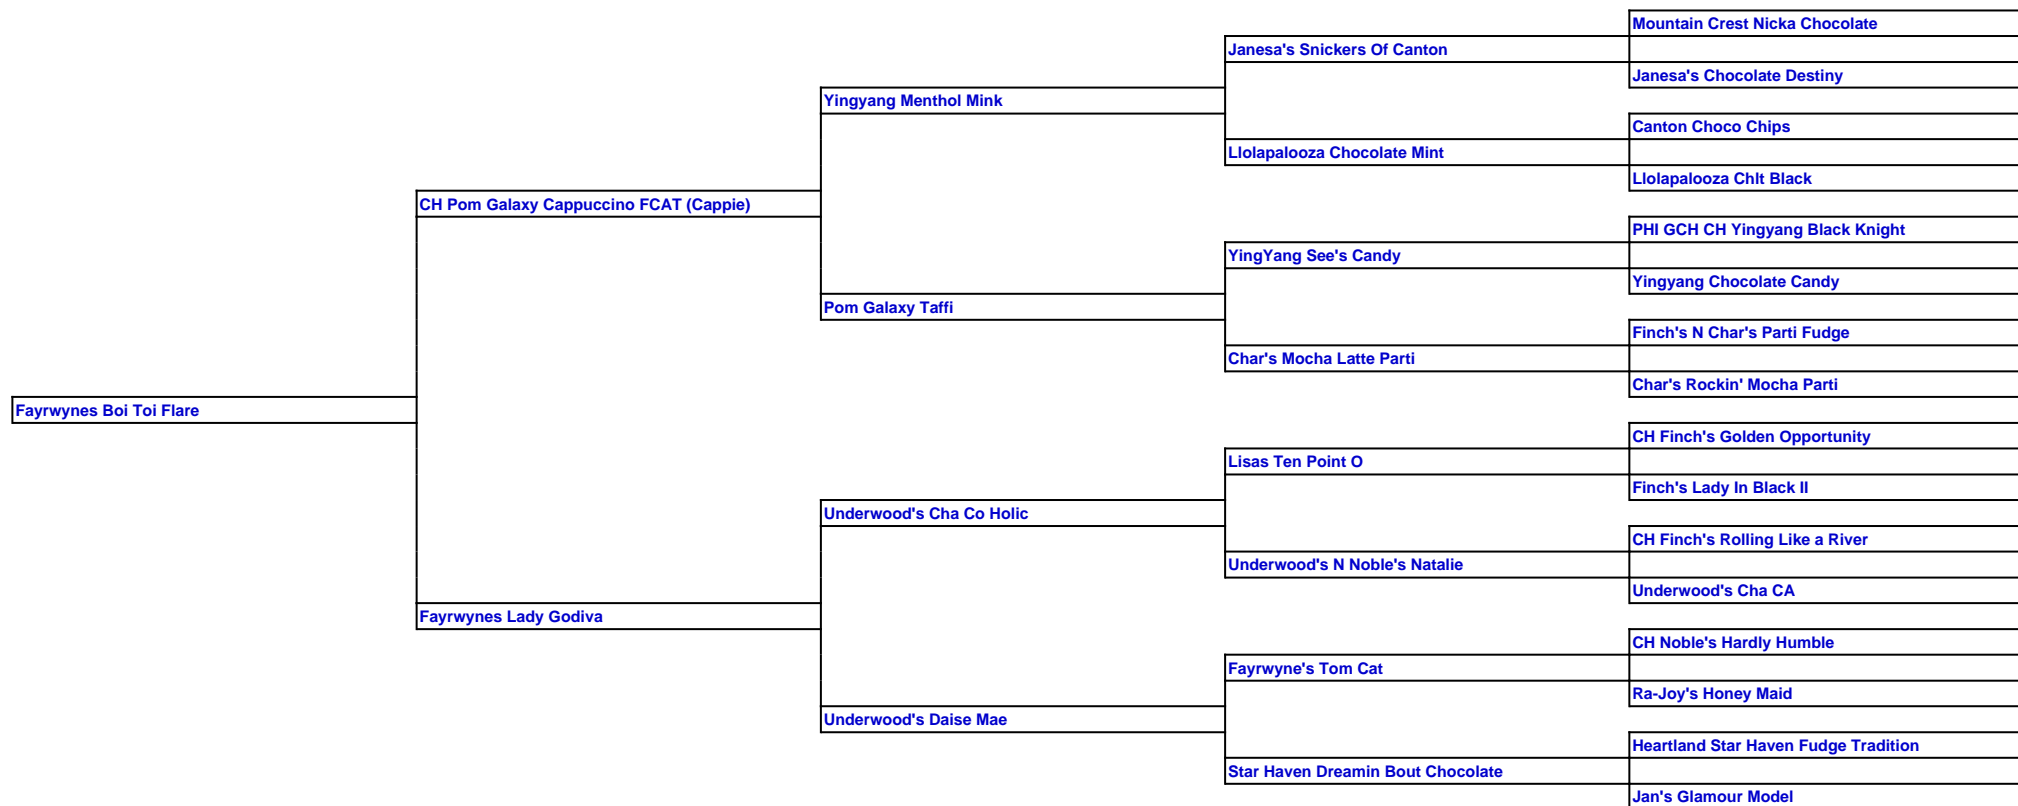 Mountain Crest Nicka Chocolate
Janesa's Snickers Of Canton
Janesa's Chocolate Destiny
Yingyang Menthol Mink
Canton Choco Chips
Llolapalooza Chocolate Mint
Llolapalooza Chlt Black
CH Pom Galaxy Cappuccino FCAT (Cappie)
PHI GCH CH Yingyang Black Knight
YingYang See's Candy
Yingyang Chocolate Candy
Pom Galaxy Taffi
Finch's N Char's Parti Fudge
Char's Mocha Latte Parti
Char's Rockin' Mocha Parti
Fayrwynes Boi Toi Flare
CH Finch's Golden Opportunity
Lisas Ten Point O
Finch's Lady In Black II
Underwood's Cha Co Holic
CH Finch's Rolling Like a River
Underwood's N Noble's Natalie
Underwood's Cha CA
Fayrwynes Lady Godiva
CH Noble's Hardly Humble
Fayrwyne's Tom Cat
Ra-Joy's Honey Maid
Underwood's Daise Mae
Heartland Star Haven Fudge Tradition
Star Haven Dreamin Bout Chocolate
Jan's Glamour Model